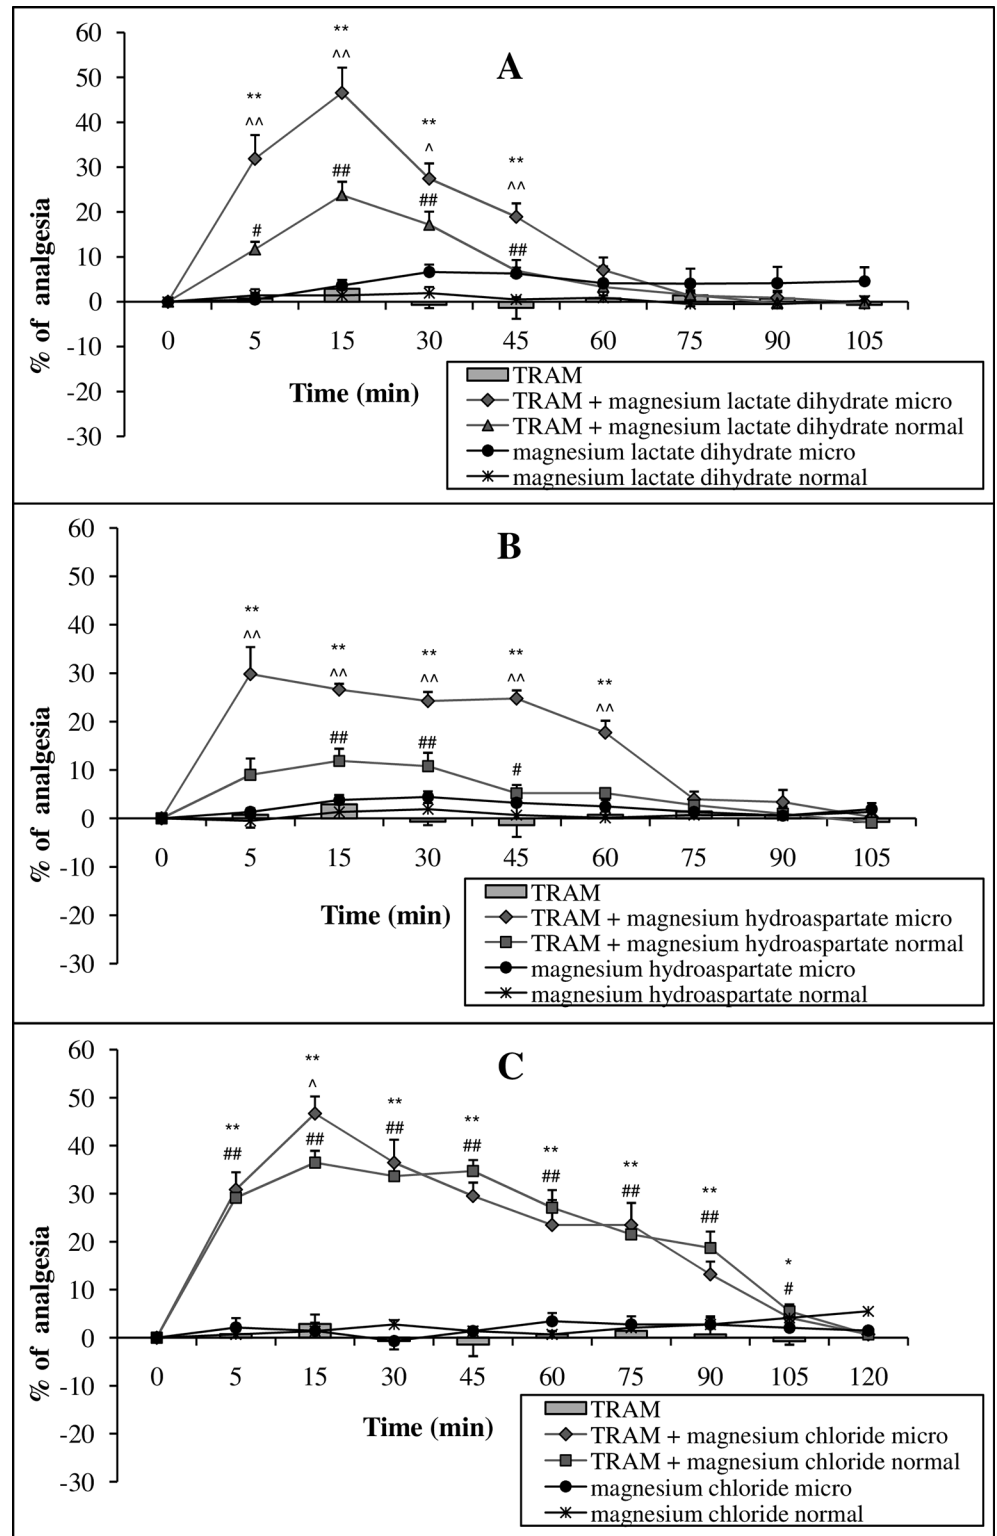 A
% of analgesia
60
50
40
30
20
10
0
-10
-20
-30
**
^^
**
^^
**
^
**
^^
#
##
##
##
0 5 15 30 45 60 75 90 105
Time (min)
TRAM
TRAM + magnesium lactate dihydrate micro
TRAM + magnesium lactate dihydrate normal
magnesium lactate dihydrate micro
magnesium lactate dihydrate normal
B
% of analgesia
60
50
40
30
20
10
0
-10
-20
-30
**
^^
**
^^
**
^^
**
^^
**
^^
##
##
#
0 5 15 30 45 60 75 90 105
Time (min)
TRAM
TRAM + magnesium hydroaspartate micro
TRAM + magnesium hydroaspartate normal
magnesium hydroaspartate micro
magnesium hydroaspartate normal
C
% of analgesia
60
50
40
30
20
10
0
-10
-20
-30
**
##
**
^
##
**
##
**
##
**
##
**
##
**
##
*
#
0 5 15 30 45 60 75 90 105 120
Time (min)
TRAM
TRAM + magnesium chloride micro
TRAM + magnesium chloride normal
magnesium chloride micro
magnesium chloride normal